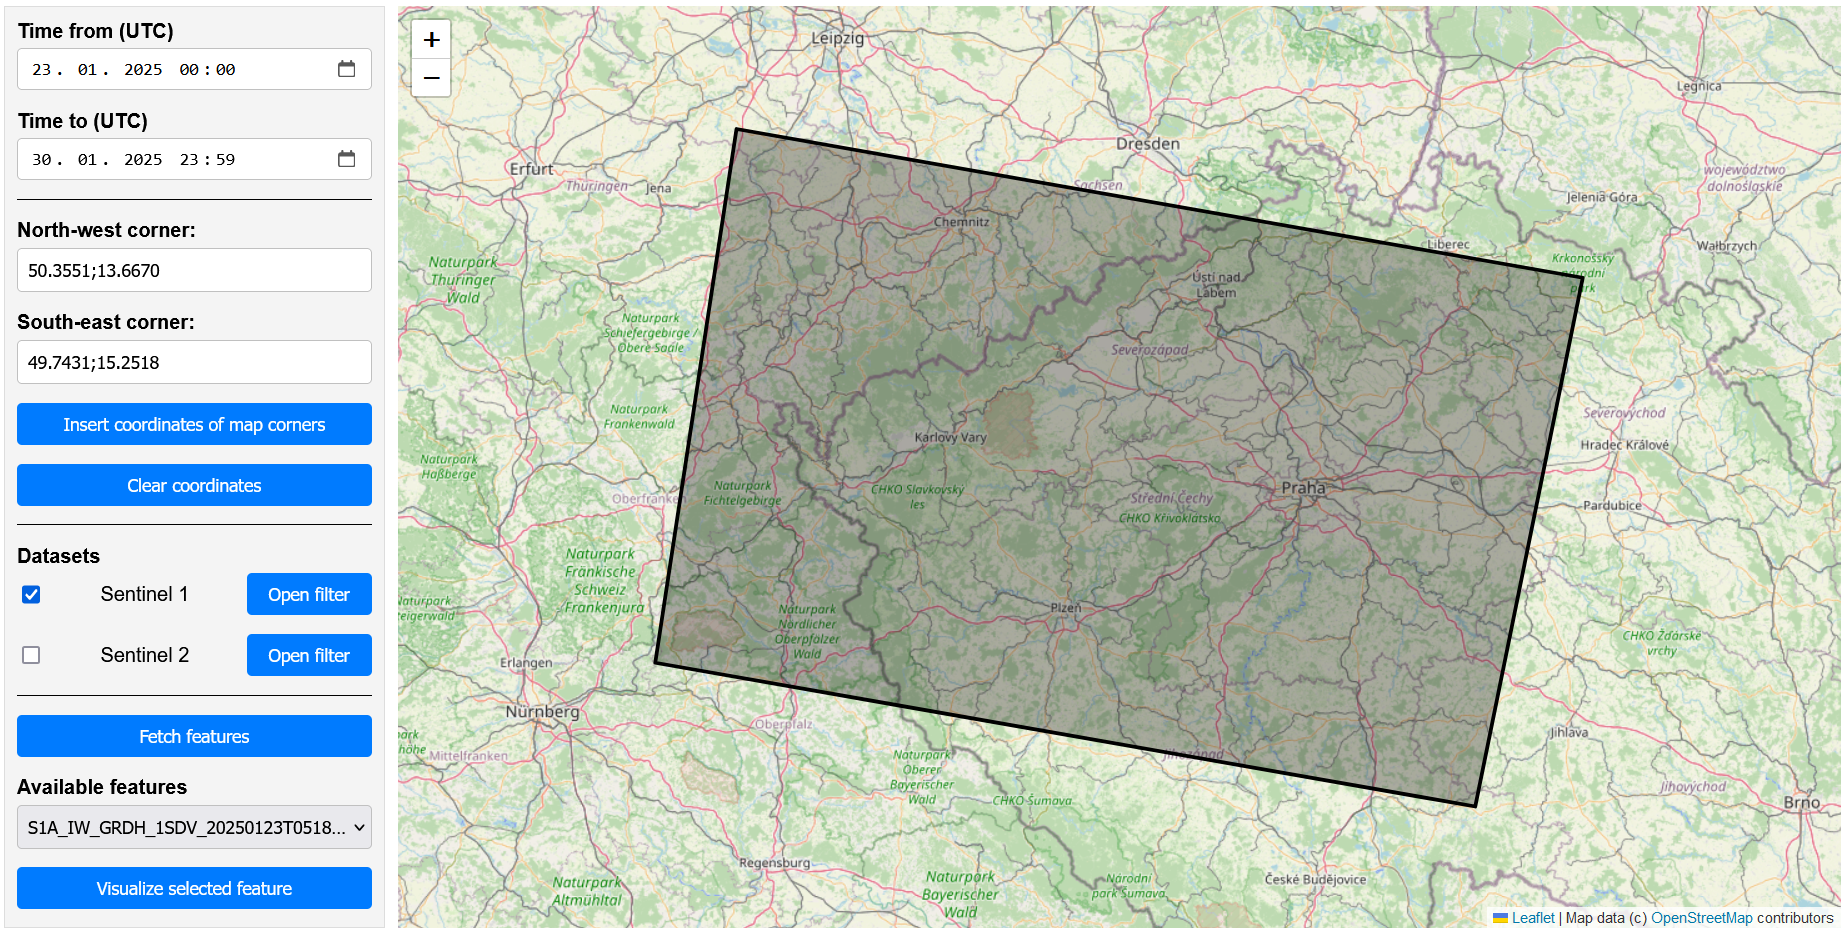 Time from (UTC)
23. 01. 2025 00:00
Time to (UTC)
30. 01. 2025 23:59
North-west corner:
50.3551;13.6670
South-east corner:
49.7431;15.2518
Insert coordinates of map corners
Clear coordinates
Datasets
Sentinel 1
Open filter
Sentinel 2
Open filter
Fetch features
Available features
S1A_IW_GRDH_1SDV_20250123T0518...
Visualize selected feature
+
−
Leipzig
Legnica
Dresden
Erfurt
Thüringen
Jena
Sachsen
województwo
dolnośląskie
Jelenia Góra
Chemnitz
Liberec
Wałbrzych
Krkonošský
národní
park
Naturpark
Thüringer
Wald
Ústí nad
Labem
Naturpark
Schiefergebirge /
Obere Saale
Severozápad
Naturpark
Frankenwald
Severovýchod
Karlovy Vary
Hradec Králové
Naturpark
Haßberge
Naturpark
Fichtelgebirge
CHKO Slavkovský
les
Oberfranken
Střední Čechy
Praha
CHKO Křivoklátsko
Pardubice
Naturpark
Fränkische
Schweiz
Frankenjura
Naturpark
Steigerwald
Plzeň
Naturpark
Nördlicher
Oberpfälzer
Wald
CHKO Žďárské
vrchy
Erlangen
Nürnberg
Oberpfalz
Jihlava
Mittelfranken
Jihozápad
Naturpark
Oberer
Bayerischer
Wald
CHKO Šumava
Jihovýchod
Brno
Regensburg
Naturpark
Altmühltal
Naturpark
Bayerischer
Wald
Národní
park Šumava
České Budějovice
Leaflet | Map data (c) OpenStreetMap contributors